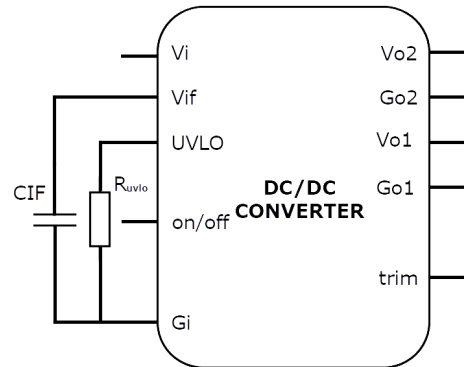 Vi
Vo2
Vif
Go2
UVLO
Vo1
Ruvlo
Go1
CIF
DC/DC
CONVERTER
on/off
trim
Gi